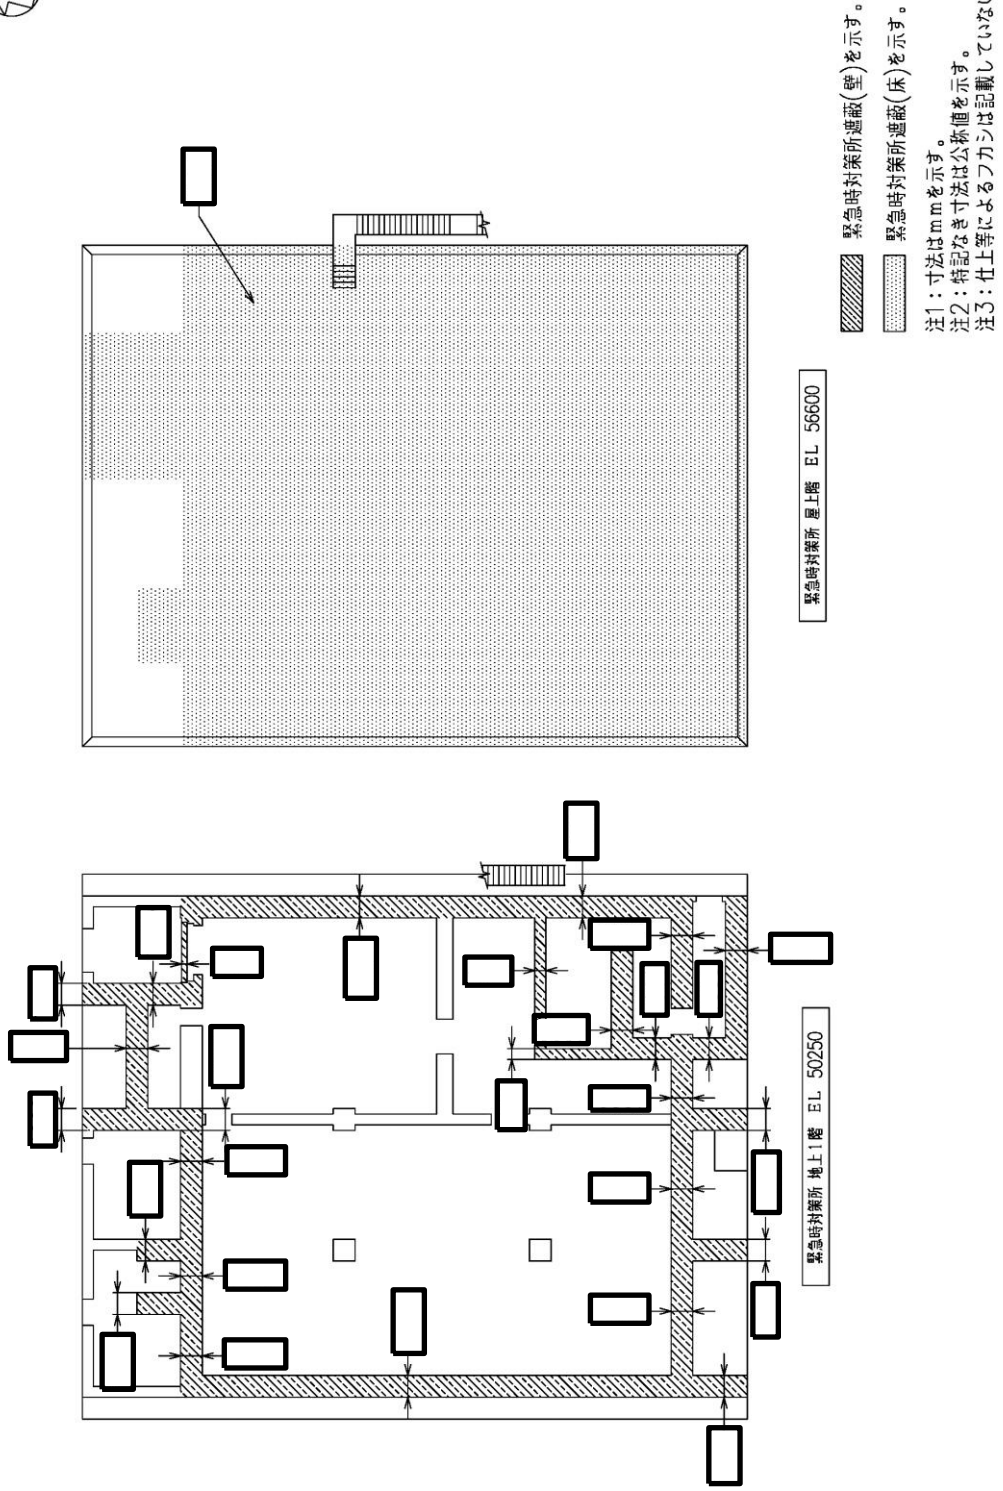 緊急時対策所 地上1階 EL 50250
緊急時対策所 屋上階 EL 56600
緊急時対策所遮蔽(壁)を示す。
緊急時対策所遮蔽(床)を示す。
注1：寸法はmmを示す。
注2：特記なき寸法は公称値を示す。
注3：仕上等によるフカシは記載していな